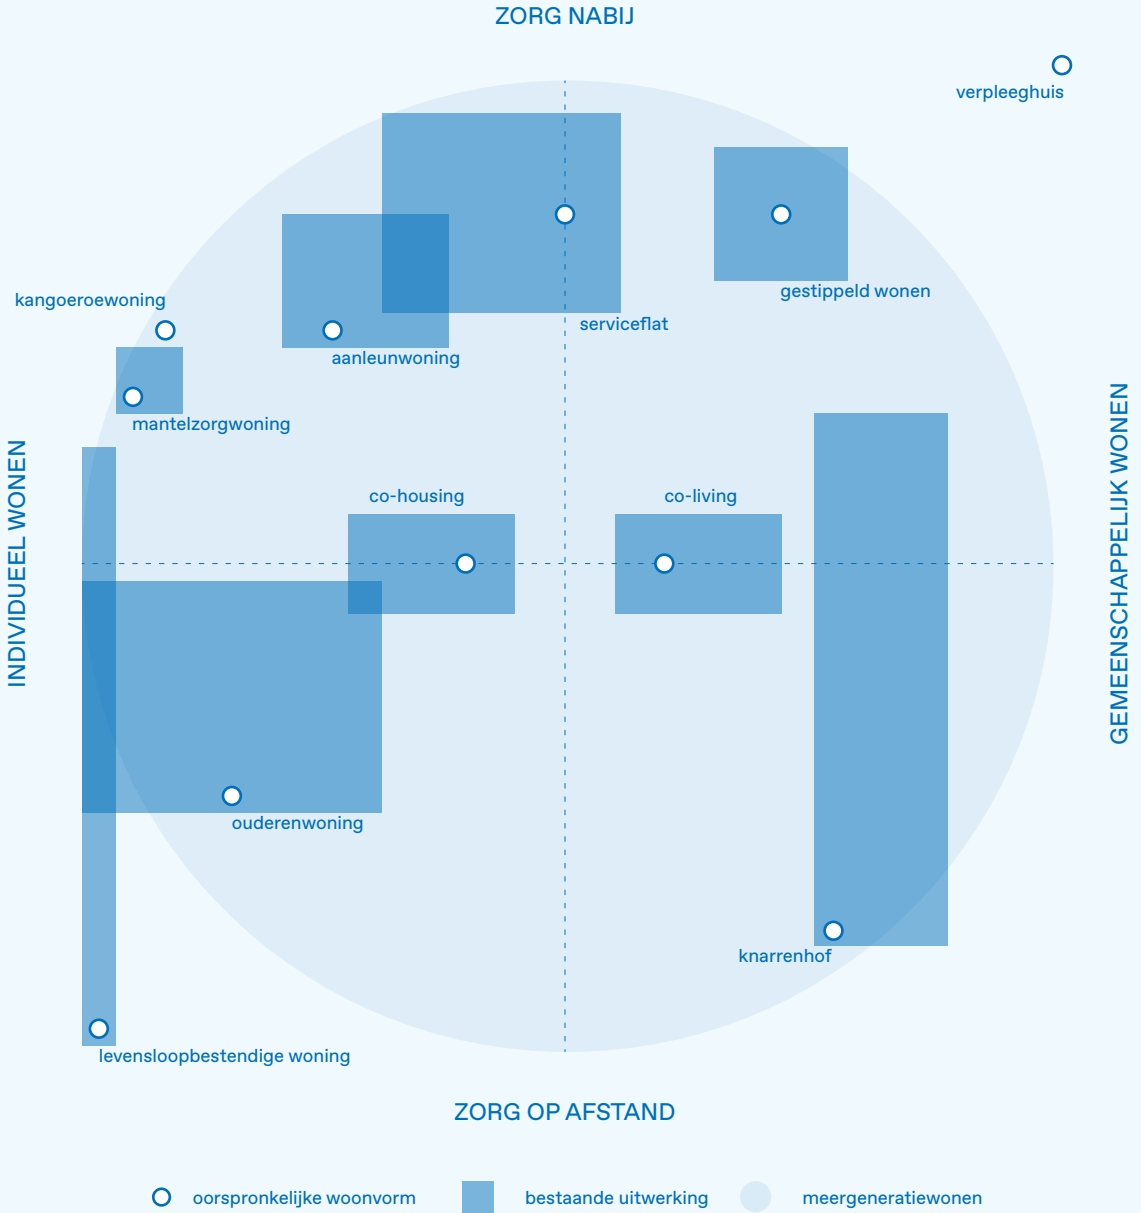 ZORG NABIJ
verpleeghuis
gestippeld wonen
kangoeroewoning
serviceflat
aanleunwoning
mantelzorgwoning
INDIVIDUEEL WONEN
GEMEENSCHAPPELIJK WONEN
co-housing
co-living
ouderenwoning
knarrenhof
levensloopbestendige woning
ZORG OP AFSTAND
oorspronkelijke woonvorm
bestaande uitwerking
meergeneratiewonen